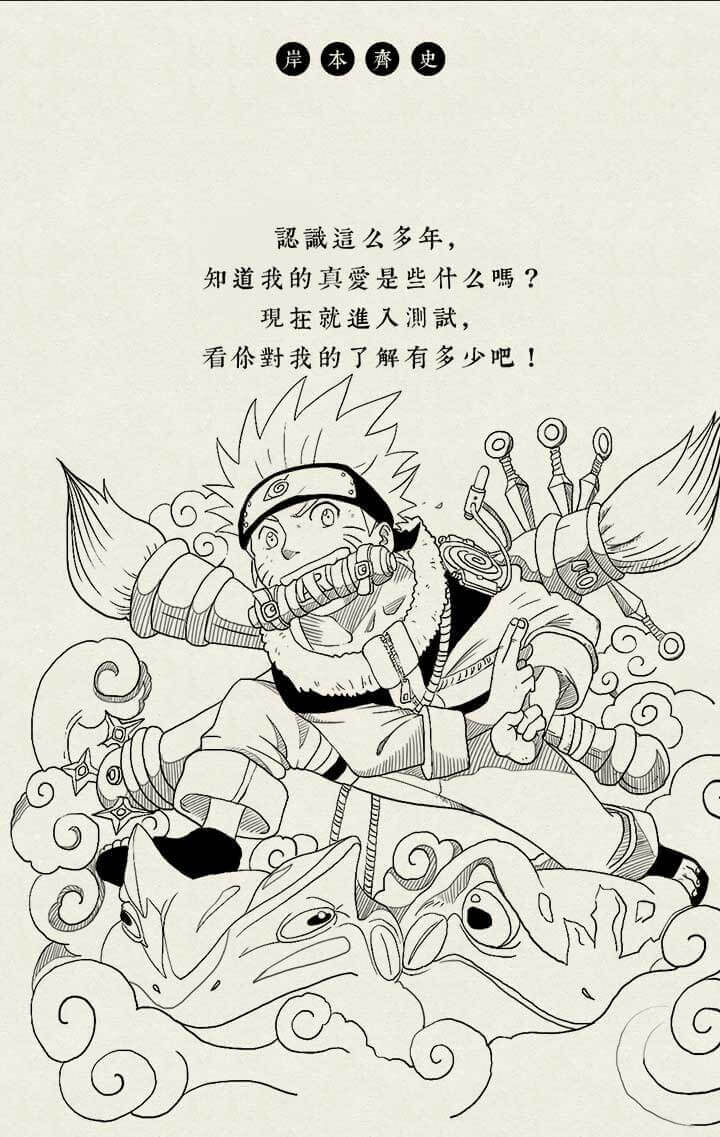 岸本齊史
認識這么多年，
知道我的真愛是些什么嗎？
現在就進入測試，
看你對我的了解有多少吧！